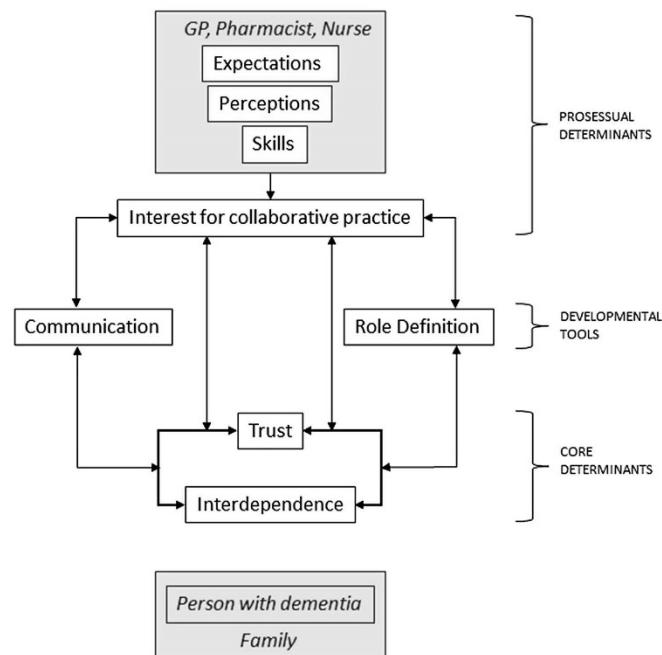 GP, Pharmacist, Nurse
Expectations
Perceptions
Skills
PROSESSUAL
DETERMINANTS
Interest for collaborative practice
Communication
Role Definition
DEVELOPMENTAL
TOOLS
Trust
Interdependence
CORE
DETERMINANTS
Person with dementia
Family